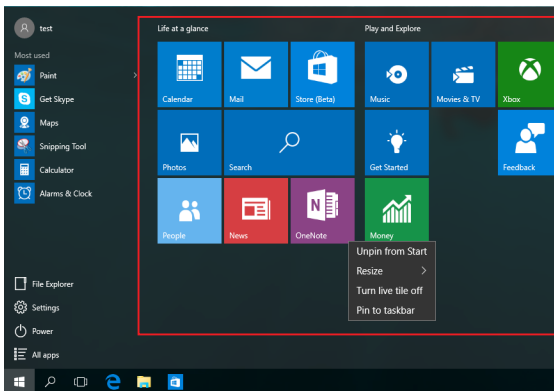 test
Most used
Paint
Get Skype
Maps
Snipping Tool
Calculator
Alarms & Clock
File Explorer
Settings
Power
All apps
Life at a glance
Calendar
Mail
Store (Beta)
Photos
Search
People
News
N
OneNote
Play and Explore
Music
Movies & TV
Xbox
Get Started
Feedback
Money
Unpin from Start
Resize
Turn live tile off
Pin to taskbar